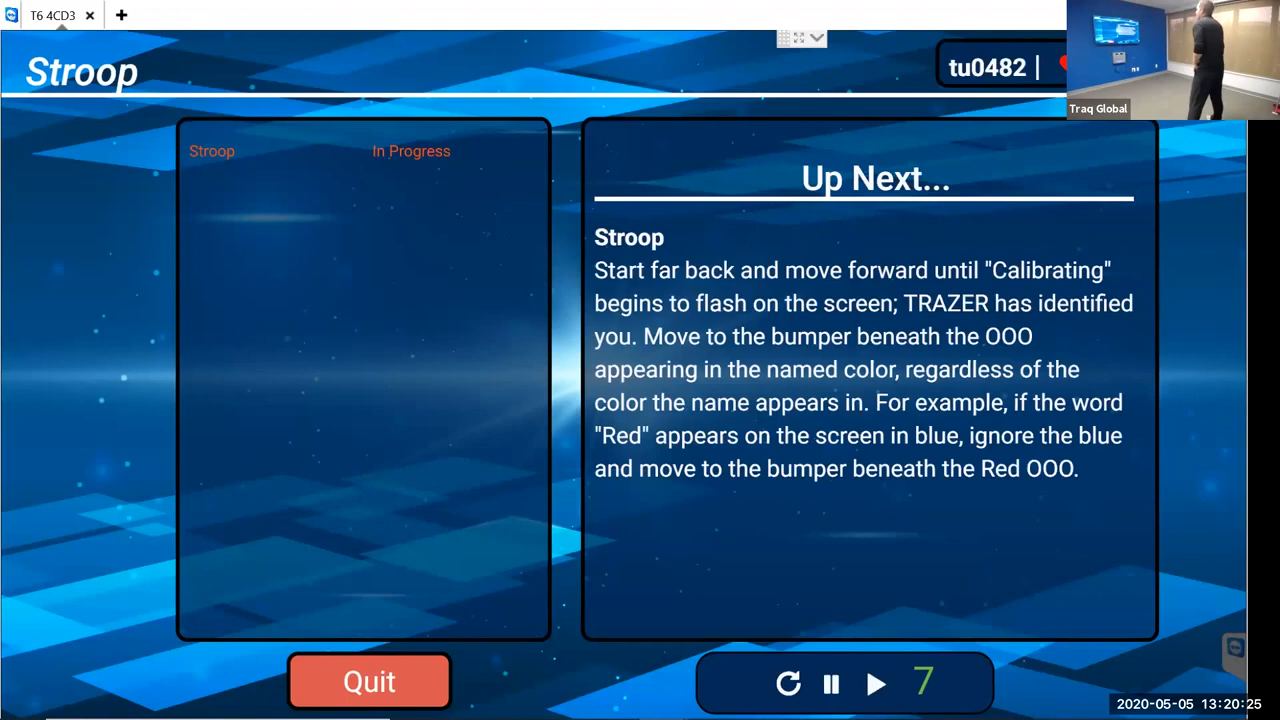 T6 4CD3
Stroop
tu0482 |
Traq Global
Stroop In Progress
Up Next...
Stroop
Start far back and move forward until "Calibrating"
begins to flash on the screen; TRAZER has identified
you. Move to the bumper beneath the OOO
appearing in the named color, regardless of the
color the name appears in. For example, if the word
"Red" appears on the screen in blue, ignore the blue
and move to the bumper beneath the Red OOO.
Quit
7
2020-05-05 13:20:25